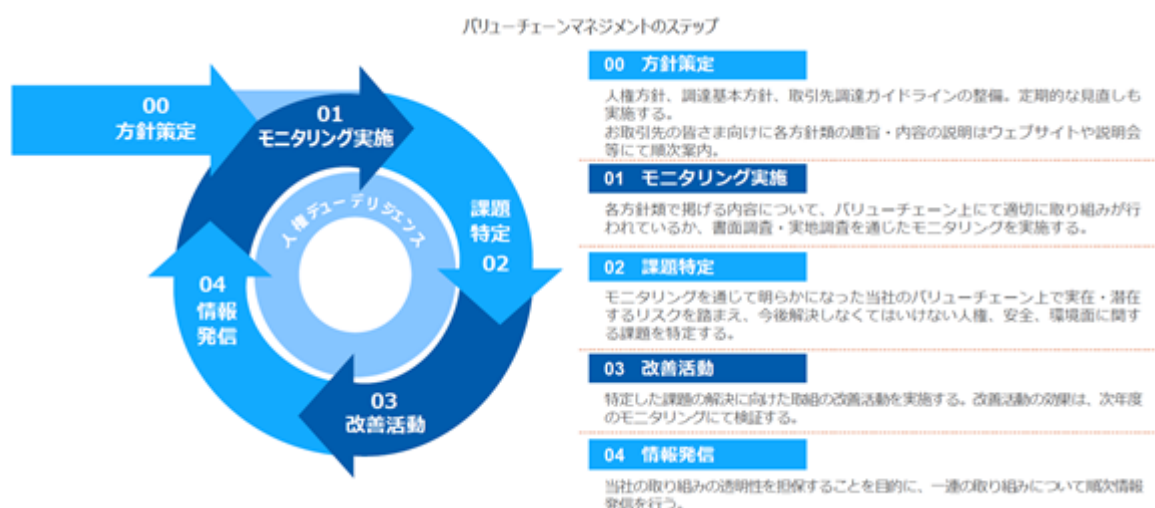 バリューチェーンマネジメントのステップ
00
方針策定
01
モニタリング実施
課題
特定
02
03
改善活動
04
情報
発信
人権デューデリジェンス
00 方針策定
人権方針、調達基本方針、取引先調達ガイドラインの整備。定期的な見直しも
実施する。
お取引先の皆さま向けに各方針類の趣旨・内容の説明はウェブサイトや説明会
等にて順次案内。
01 モニタリング実施
各方針類で掲げる内容について、バリューチェーン上にて適切に取り組みが行
われているか、書面調査・実地調査を通じたモニタリングを実施する。
02 課題特定
モニタリングを通じて明らかになった当社のバリューチェーン上で実在・潜在
するリスクを踏まえ、今後解決しなくてはいけない人権、安全、環境面に関す
る課題を特定する。
03 改善活動
特定した課題の解決に向けた取組の改善活動を実施する。改善活動の効果は、次年度
のモニタリングにて検証する。
04 情報発信
当社の取り組みの透明性を担保することを目的に、一連の取り組みについて順次情報
発信を行う。